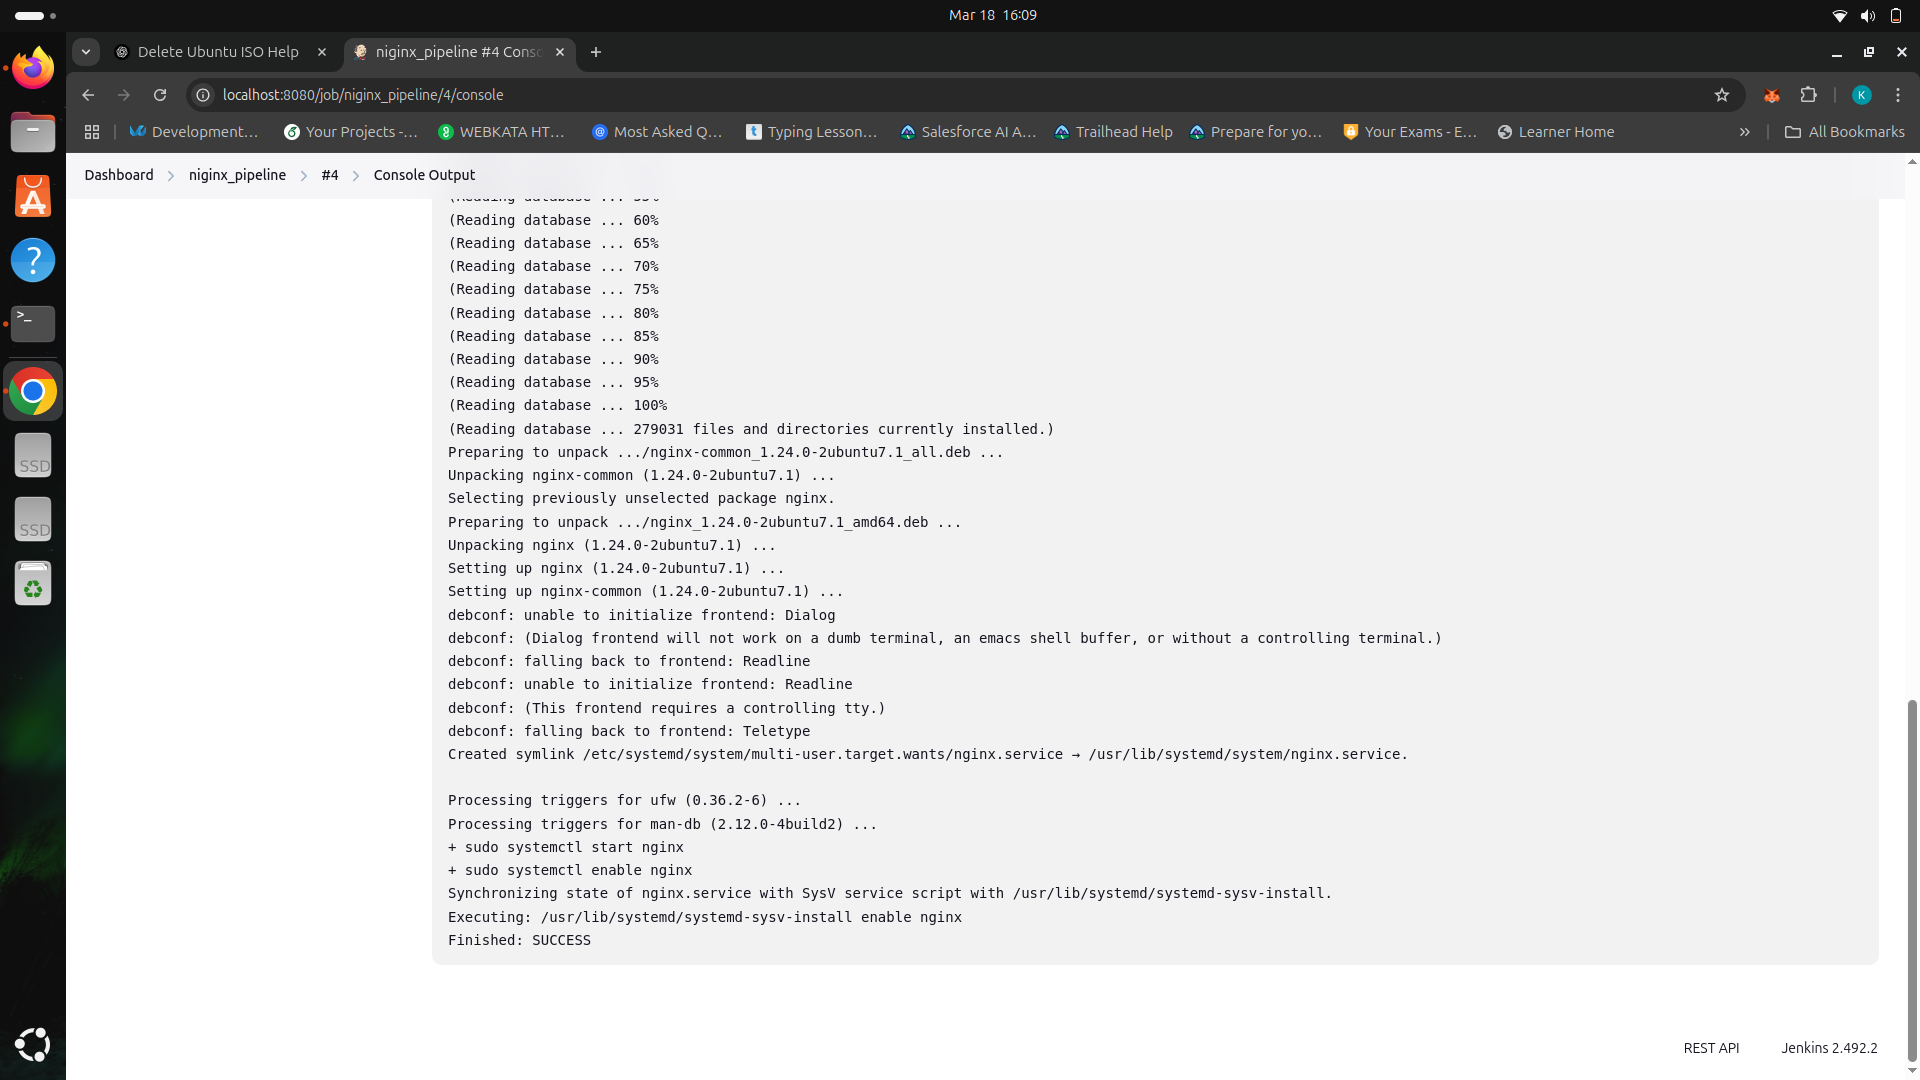 Mar 18 16:09
Delete Ubuntu ISO Help
niginx_pipeline #4 Conso
localhost:8080/job/niginx_pipeline/4/console
K
Development…
Your Projects -…
WEBKATA HT…
Most Asked Q…
Typing Lesson…
Salesforce AI A…
Trailhead Help
Prepare for yo…
Your Exams - E…
Learner Home
All Bookmarks
Dashboard
niginx_pipeline
#4
Console Output
(Reading database ... 55%
(Reading database ... 60%
(Reading database ... 65%
(Reading database ... 70%
(Reading database ... 75%
(Reading database ... 80%
(Reading database ... 85%
(Reading database ... 90%
(Reading database ... 95%
(Reading database ... 100%
(Reading database ... 279031 files and directories currently installed.)
Preparing to unpack .../nginx-common_1.24.0-2ubuntu7.1_all.deb ...
Unpacking nginx-common (1.24.0-2ubuntu7.1) ...
Selecting previously unselected package nginx.
Preparing to unpack .../nginx_1.24.0-2ubuntu7.1_amd64.deb ...
Unpacking nginx (1.24.0-2ubuntu7.1) ...
Setting up nginx (1.24.0-2ubuntu7.1) ...
Setting up nginx-common (1.24.0-2ubuntu7.1) ...
debconf: unable to initialize frontend: Dialog
debconf: (Dialog frontend will not work on a dumb terminal, an emacs shell buffer, or without a controlling terminal.)
debconf: falling back to frontend: Readline
debconf: unable to initialize frontend: Readline
debconf: (This frontend requires a controlling tty.)
debconf: falling back to frontend: Teletype
Created symlink /etc/systemd/system/multi-user.target.wants/nginx.service → /usr/lib/systemd/system/nginx.service.
Processing triggers for ufw (0.36.2-6) ...
Processing triggers for man-db (2.12.0-4build2) ...
+ sudo systemctl start nginx
+ sudo systemctl enable nginx
Synchronizing state of nginx.service with SysV service script with /usr/lib/systemd/systemd-sysv-install.
Executing: /usr/lib/systemd/systemd-sysv-install enable nginx
Finished: SUCCESS
SSD
SSD
REST API
Jenkins 2.492.2